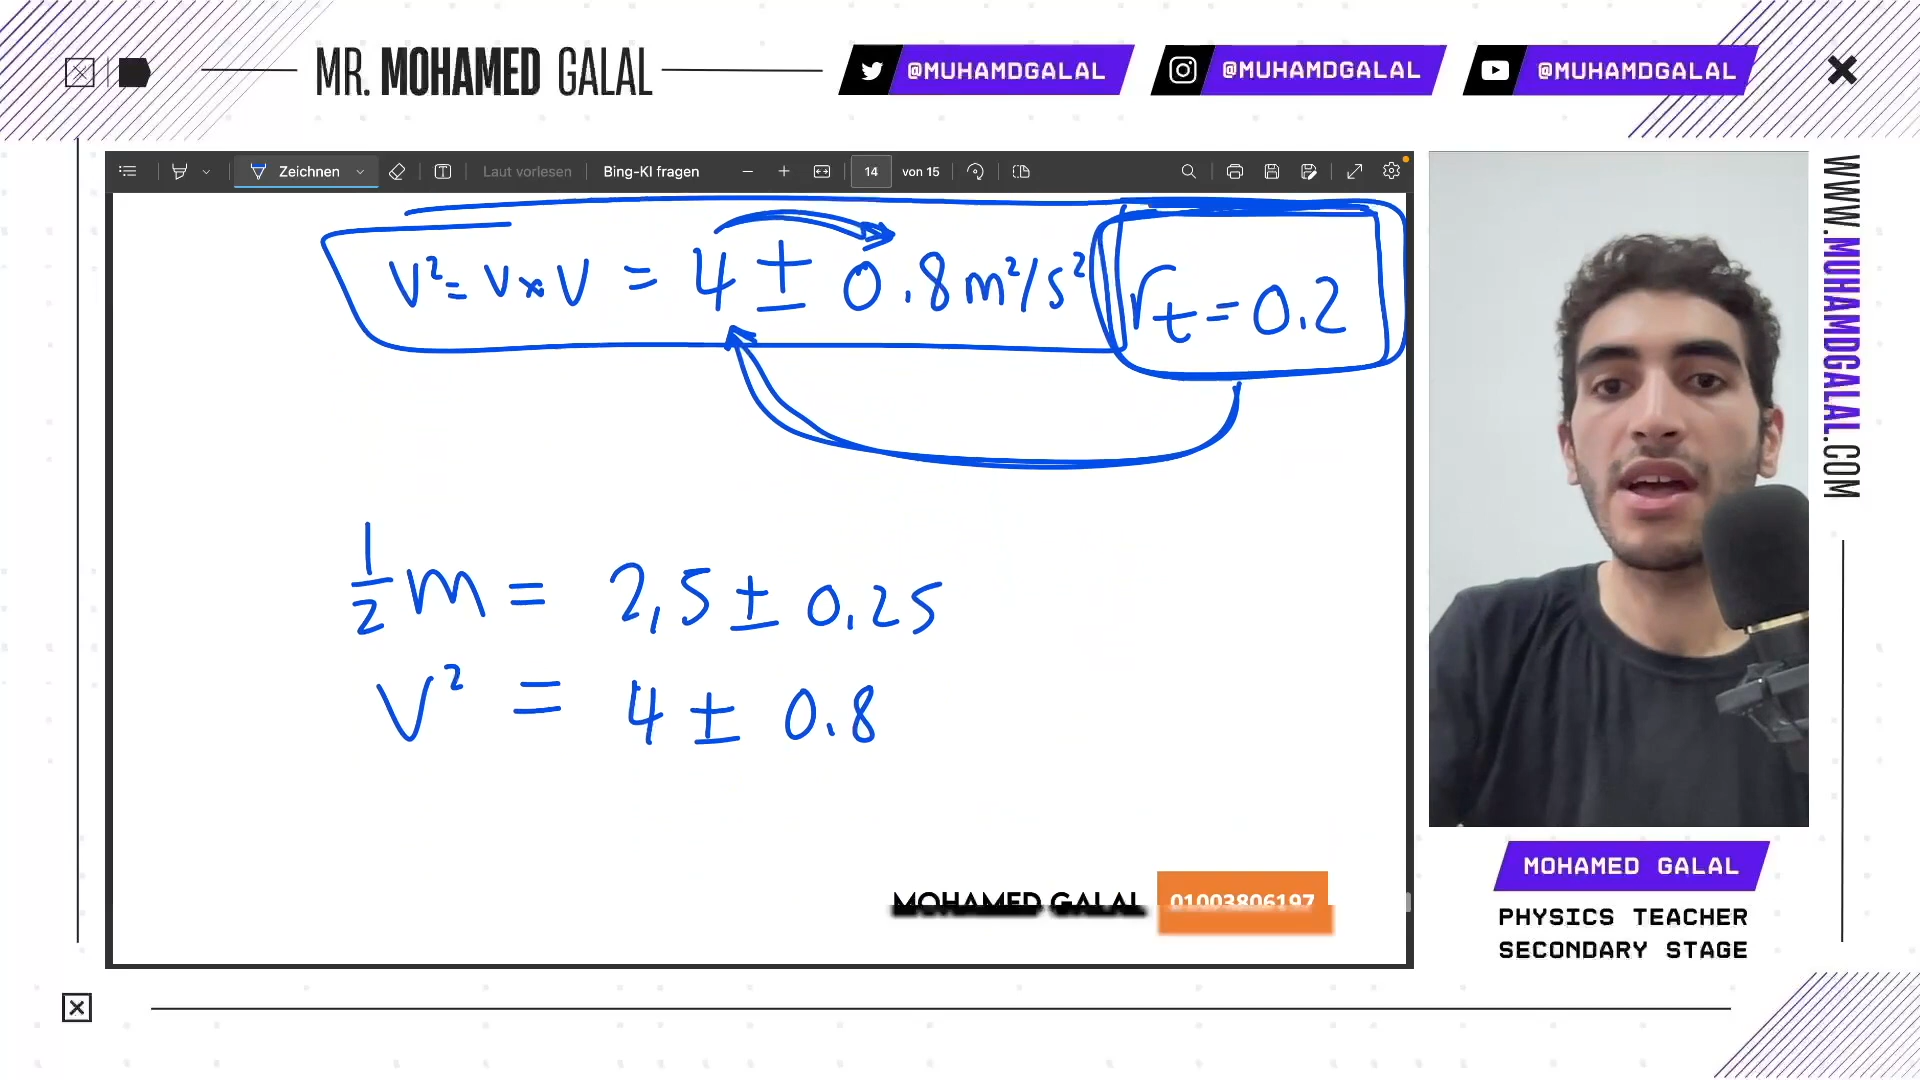 MR. MOHAMED GALAL
@MUHAMDGALAL
@MUHAMDGALAL
@MUHAMDGALAL
Zeichnen
Laut vorlesen
Bing-KI fragen
14
von 15
V² = V × V = 4 ± 0.8 m²/s²
r_t = 0.2
½ m = 2,5 ± 0.25
V² = 4 ± 0.8
MOHAMED GALAL
01003806197
WWW.MUHAMDGALAL.COM
MOHAMED GALAL
PHYSICS TEACHER
SECONDARY STAGE